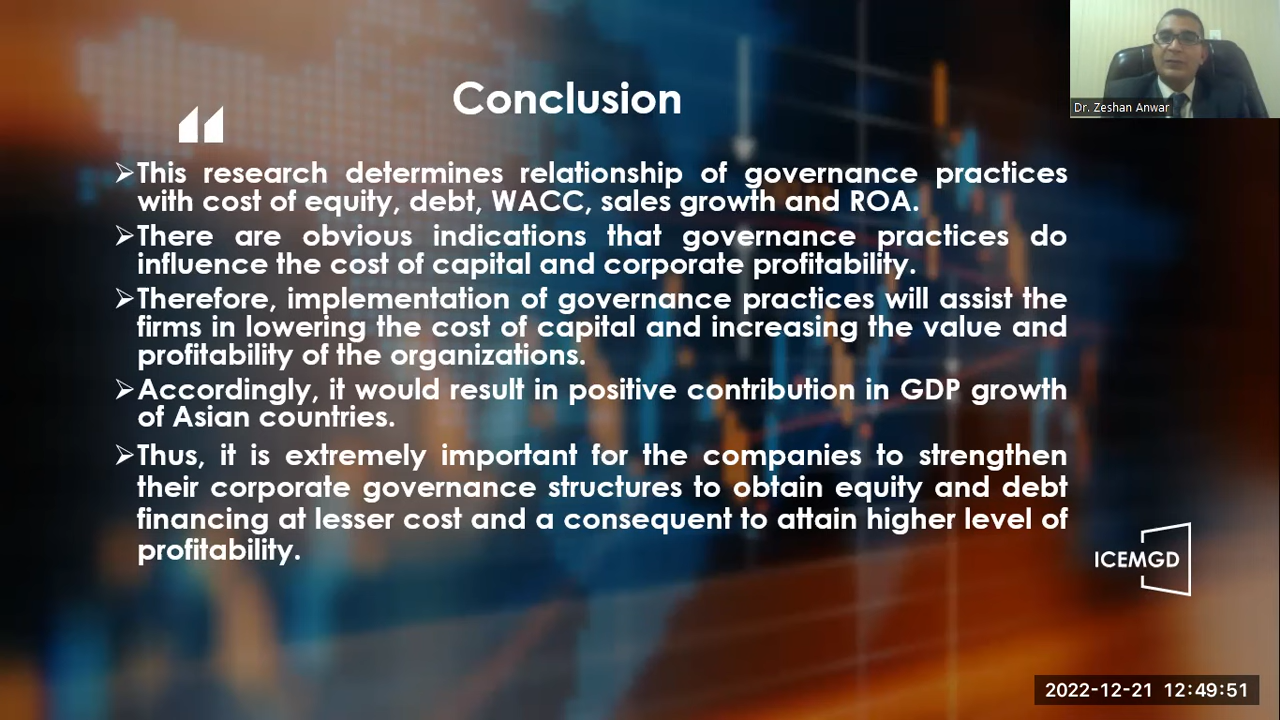 Conclusion
Dr. Zeshan Anwar
➢This research determines relationship of governance practices
with cost of equity, debt, WACC, sales growth and ROA.
➢There are obvious indications that governance practices do
influence the cost of capital and corporate profitability.
➢Therefore, implementation of governance practices will assist the
firms in lowering the cost of capital and increasing the value and
profitability of the organizations.
➢Accordingly, it would result in positive contribution in GDP growth
of Asian countries.
➢Thus, it is extremely important for the companies to strengthen
their corporate governance structures to obtain equity and debt
financing at lesser cost and a consequent to attain higher level of
profitability.
ICEMGD
2022-12-21 12:49:51